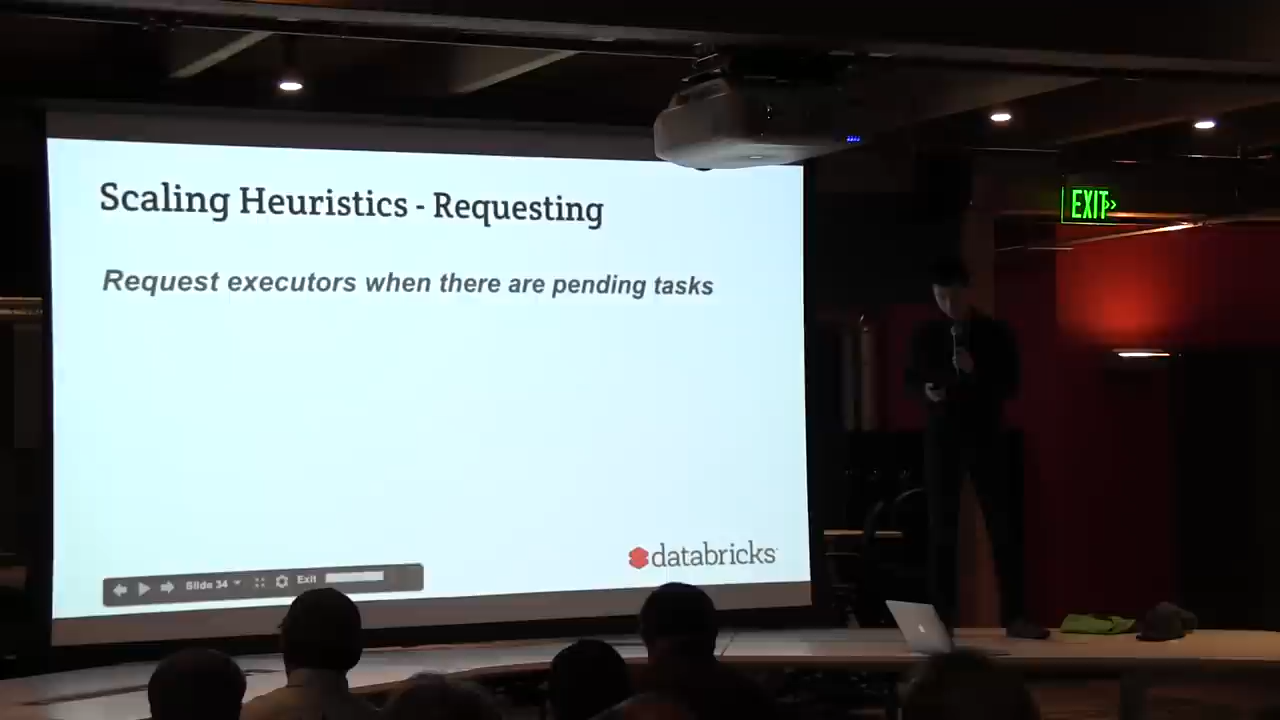 Scaling Heuristics - Requesting
Request executors when there are pending tasks
databricks
Slide 34
Exit
EXIT